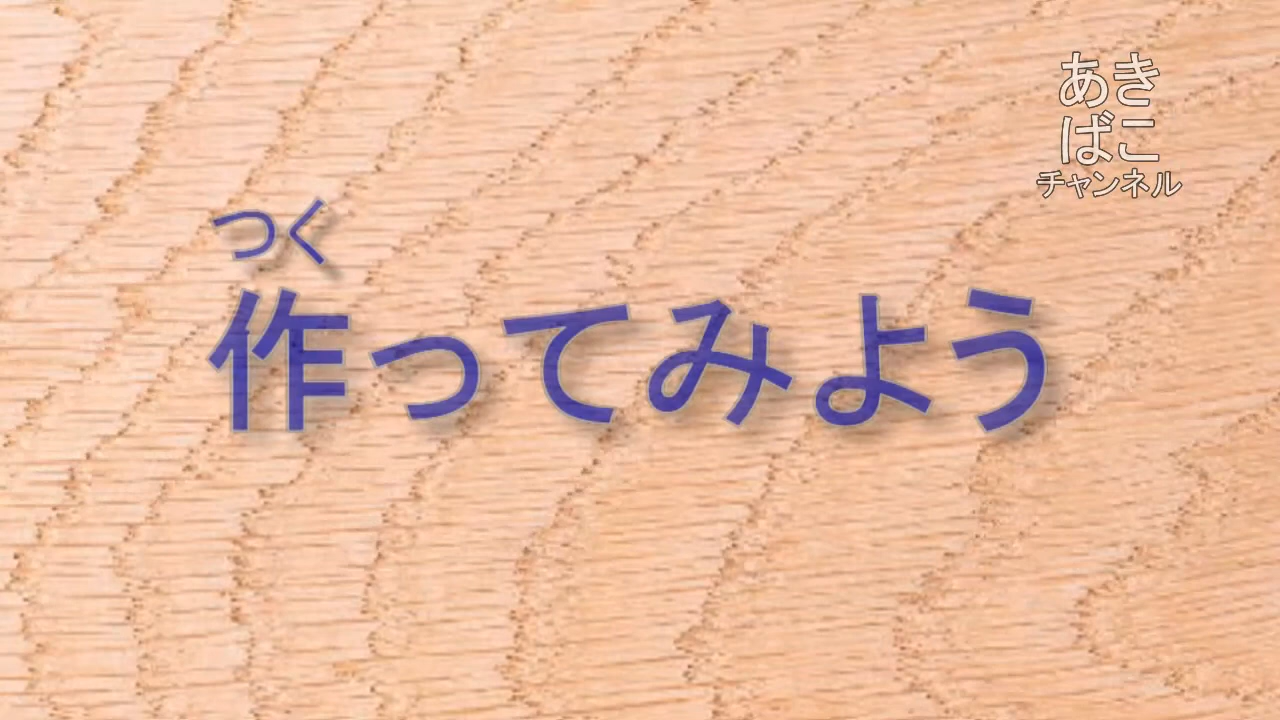 あき
ばこ
チャンネル
つく
作ってみよう